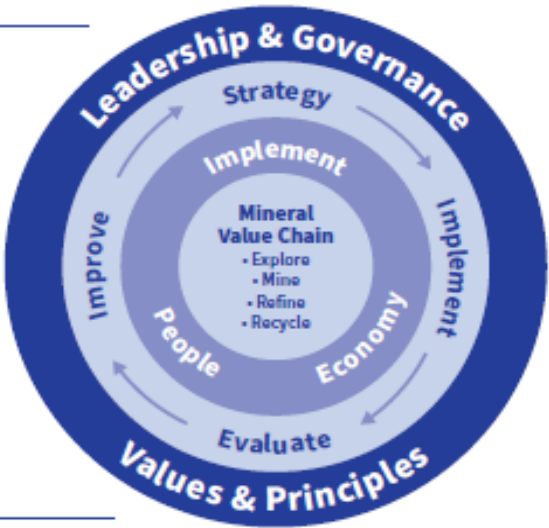 Leadership & Governance
Strategy
Implement
Evaluate
Improve
Implement
Economy
People
Mineral
Value Chain
• Explore
• Mine
• Refine
• Recycle
Values & Principles